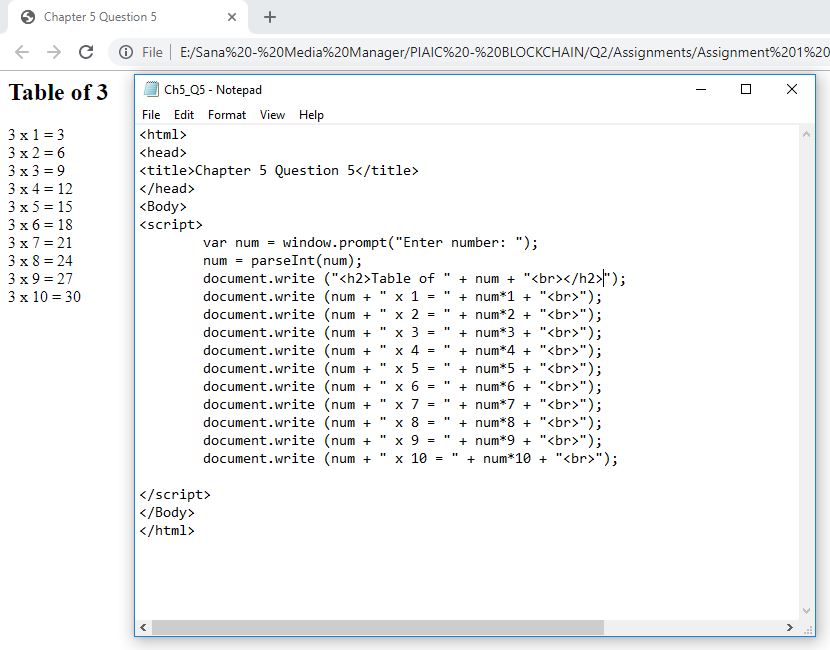 Chapter 5 Question 5
File
E:/Sana%20-%20Media%20Manager/PIAIC%20-%20BLOCKCHAIN/Q2/Assignments/Assignment%201%20
Table of 3
3 x 1 = 3
3 x 2 = 6
3 x 3 = 9
3 x 4 = 12
3 x 5 = 15
3 x 6 = 18
3 x 7 = 21
3 x 8 = 24
3 x 9 = 27
3 x 10 = 30
Ch5_Q5 - Notepad
File Edit Format View Help
<html>
<head>
<title>Chapter 5 Question 5</title>
</head>
<Body>
<script>
var num = window.prompt("Enter number: ");
num = parseInt(num);
document.write ("<h2>Table of " + num + "<br></h2>");
document.write (num + " x 1 = " + num*1 + "<br>");
document.write (num + " x 2 = " + num*2 + "<br>");
document.write (num + " x 3 = " + num*3 + "<br>");
document.write (num + " x 4 = " + num*4 + "<br>");
document.write (num + " x 5 = " + num*5 + "<br>");
document.write (num + " x 6 = " + num*6 + "<br>");
document.write (num + " x 7 = " + num*7 + "<br>");
document.write (num + " x 8 = " + num*8 + "<br>");
document.write (num + " x 9 = " + num*9 + "<br>");
document.write (num + " x 10 = " + num*10 + "<br>");
</script>
</Body>
</html>